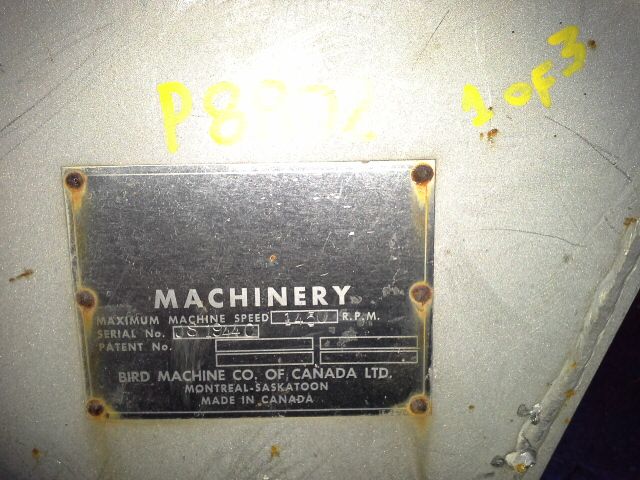 1 of 3
MACHINERY
MAXIMUM MACHINE SPEED R.P.M.
SERIAL No.
PATENT No.
BIRD MACHINE CO. OF CANADA LTD.
MONTREAL-SASKATOON
MADE IN CANADA